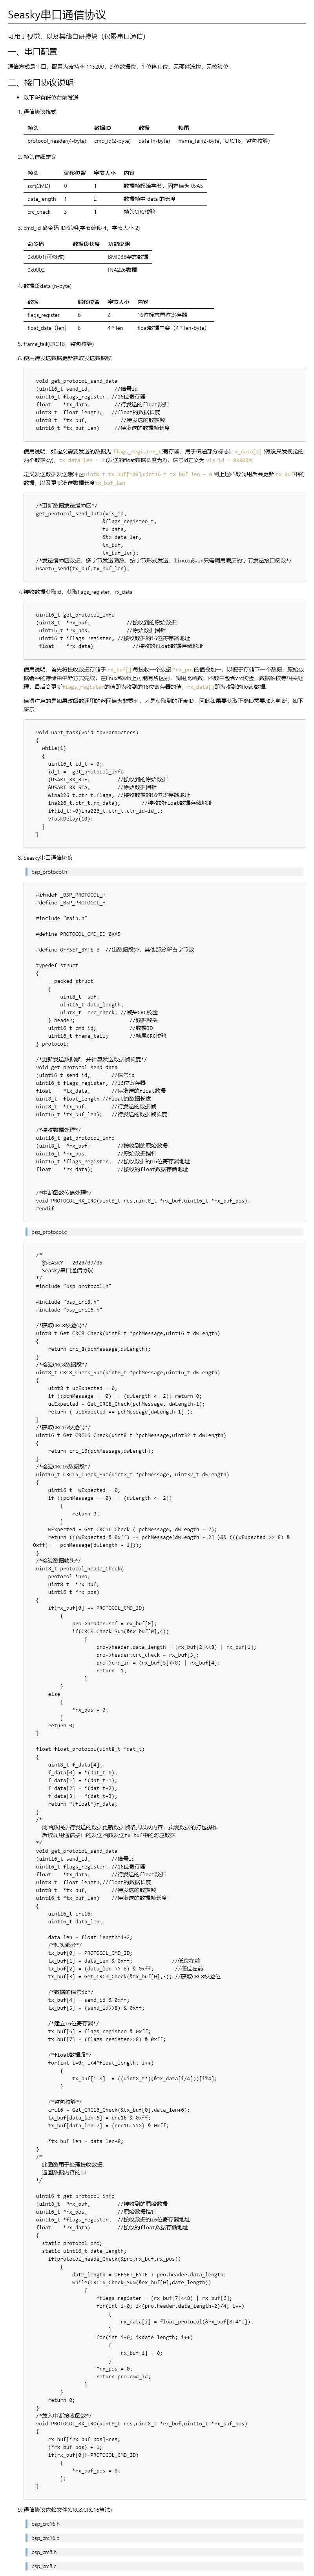 Seasky串口通信协议
可用于视觉，以及其他自研模块（仅限串口通信）
一、串口配置
通信方式是串口，配置为波特率 115200，8 位数据位，1 位停止位，无硬件流控，无校验位。
二、接口协议说明
• 以下所有低位在前发送
1. 通信协议格式
帧头 数据ID 数据 帧尾
protocol_header(4-byte) cmd_id(2-byte) data (n-byte) frame_tail(2-byte，CRC16，整包校验)
2. 帧头详细定义
帧头 偏移位置 字节大小 内容
sof(CMD) 0 1 数据帧起始字节，固定值为 0xA5
data_length 1 2 数据帧中 data 的长度
crc_check 3 1 帧头CRC校验
3. cmd_id 命令码 ID 说明(字节偏移 4，字节大小 2)
命令码 数据段长度 功能说明
0x0001(可修改) BMI088姿态数据
0x0002 INA226数据
4. 数据段data (n-byte)
数据 偏移位置 字节大小 内容
flags_register 6 2 16位标志置位寄存器
float_data（len） 8 4 * len float数据内容（4 * len-byte）
5. frame_tail(CRC16，整包校验)
6. 使用待发送数据更新获取发送数据帧
void get_protocol_send_data
(uint16_t send_id, //信号id
uint16_t flags_register, //16位寄存器
float *tx_data, //待发送的float数据
uint8_t float_length, //float的数据长度
uint8_t *tx_buf, //待发送的数据帧
uint16_t *tx_buf_len) //待发送的数据帧长度
使用说明，如定义需要发送的数据为 flags_register_t(寄存器，用于传递部分标志),tx_data[2](假设只发视觉的
两个数据x,y)，tx_data_len = 2(发送的float数据长度为2)，信号id定义为vis_id = 0x0001;
定义发送数据发送缓冲区uint8_t tx_buf[100],uint16_t tx_buf_len = 0则上述函数调用后会更新tx_buf中的
数据，以及更新发送数据长度tx_buf_len
/*更新数据发送缓冲区*/
get_protocol_send_data(vis_id,
&flags_register_t,
tx_data,
&tx_data_len,
tx_buf,
tx_buf_len);
/*发送缓冲区数据，多字节发送函数，按字节形式发送，linux或win只需调用底层的字节发送接口函数*/
usart6_send(tx_buf,tx_buf_len);
7. 接收数据获取id，获取flags_register，rx_data
uint16_t get_protocol_info
(uint8_t *rx_buf, //接收到的原始数据
uint16_t *rx_pos, //原始数据指针
uint16_t *flags_register, //接收数据的16位寄存器地址
float *rx_data) //接收的float数据存储地址
使用说明，首先将接收数据存储于 rx_buf[],每接收一个数据 *rx_pos的值会加一，以便于存储下一个数据，原始数
据缓冲的存储由中断方式完成，在linux或win上可能有所区别，调用此函数，函数中包含crc校验，数据解读等相关处
理，最后会更新flags_register的值即为收到的16位寄存器的值，rx_data[]即为收到的float 数据。
值得注意的是如果改函数调用的返回值为非零时，才是获取到的正确ID，因此如果要获取正确ID需要加入判断，如下
所示：
void uart_task(void *pvParameters)
{
while(1)
{
uint16_t id_t = 0;
id_t = get_protocol_info
(USART_RX_BUF, //接收到的原始数据
&USART_RX_STA, //原始数据指针
&ina226_t.ctr_t.flags, //接收数据的16位寄存器地址
ina226_t.ctr_t.rx_data); //接收的float数据存储地址
if(id_t!=0)ina226_t.ctr_t.ctr_id=id_t;
vTaskDelay(10);
}
}
8. Seasky串口通信协议
bsp_protocol.h
#ifndef _BSP_PROTOCOL_H
#define _BSP_PROTOCOL_H
#include "main.h"
#define PROTOCOL_CMD_ID 0XA5
#define OFFSET_BYTE 8 //出数据段外，其他部分所占字节数
typedef struct
{
__packed struct
{
uint8_t sof;
uint16_t data_length;
uint8_t crc_check; //帧头CRC校验
} header; //数据帧头
uint16_t cmd_id; //数据ID
uint16_t frame_tail; //帧尾CRC校验
} protocol;
/*更新发送数据帧，并计算发送数据帧长度*/
void get_protocol_send_data
(uint16_t send_id, //信号id
uint16_t flags_register, //16位寄存器
float *tx_data, //待发送的float数据
uint8_t float_length,//float的数据长度
uint8_t *tx_buf, //待发送的数据帧
uint16_t *tx_buf_len); //待发送的数据帧长度
/*接收数据处理*/
uint16_t get_protocol_info
(uint8_t *rx_buf, //接收到的原始数据
uint16_t *rx_pos, //原始数据指针
uint16_t *flags_register, //接收数据的16位寄存器地址
float *rx_data); //接收的float数据存储地址
/*中断函数传值处理*/
void PROTOCOL_RX_IRQ(uint8_t res,uint8_t *rx_buf,uint16_t *rx_buf_pos);
#endif
bsp_protocol.c
/*
@SEASKY---2020/09/05
Seasky串口通信协议
*/
#include "bsp_protocol.h"
#include "bsp_crc8.h"
#include "bsp_crc16.h"
/*获取CRC8校验码*/
uint8_t Get_CRC8_Check(uint8_t *pchMessage,uint16_t dwLength)
{
return crc_8(pchMessage,dwLength);
}
/*检验CRC8数据段*/
uint8_t CRC8_Check_Sum(uint8_t *pchMessage,uint16_t dwLength)
{
uint8_t ucExpected = 0;
if ((pchMessage == 0) || (dwLength <= 2)) return 0;
ucExpected = Get_CRC8_Check(pchMessage, dwLength-1);
return ( ucExpected == pchMessage[dwLength-1] );
}
/*获取CRC16校验码*/
uint16_t Get_CRC16_Check(uint8_t *pchMessage,uint32_t dwLength)
{
return crc_16(pchMessage,dwLength);
}
/*检验CRC16数据段*/
uint16_t CRC16_Check_Sum(uint8_t *pchMessage, uint32_t dwLength)
{
uint16_t wExpected = 0;
if ((pchMessage == 0) || (dwLength <= 2))
{
return 0;
}
wExpected = Get_CRC16_Check ( pchMessage, dwLength - 2);
return (((wExpected & 0xff) == pchMessage[dwLength - 2] )&& (((wExpected >> 8) &
0xff) == pchMessage[dwLength - 1]));
}
/*检验数据帧头*/
uint8_t protocol_heade_Check(
protocol *pro,
uint8_t *rx_buf,
uint16_t *rx_pos)
{
if(rx_buf[0] == PROTOCOL_CMD_ID)
{
pro->header.sof = rx_buf[0];
if(CRC8_Check_Sum(&rx_buf[0],4))
{
pro->header.data_length = (rx_buf[2]<<8) | rx_buf[1];
pro->header.crc_check = rx_buf[3];
pro->cmd_id = (rx_buf[5]<<8) | rx_buf[4];
return 1;
}
}
else
{
*rx_pos = 0;
}
return 0;
}
float float_protocol(uint8_t *dat_t)
{
uint8_t f_data[4];
f_data[0] = *(dat_t+0);
f_data[1] = *(dat_t+1);
f_data[2] = *(dat_t+2);
f_data[3] = *(dat_t+3);
return *(float*)f_data;
}
/*
此函数根据待发送的数据更新数据帧格式以及内容，实现数据的打包操作
后续调用通信接口的发送函数发送tx_buf中的对应数据
*/
void get_protocol_send_data
(uint16_t send_id, //信号id
uint16_t flags_register, //16位寄存器
float *tx_data, //待发送的float数据
uint8_t float_length,//float的数据长度
uint8_t *tx_buf, //待发送的数据帧
uint16_t *tx_buf_len) //待发送的数据帧长度
{
uint16_t crc16;
uint16_t data_len;
data_len = float_length*4+2;
/*帧头部分*/
tx_buf[0] = PROTOCOL_CMD_ID;
tx_buf[1] = data_len & 0xff; //低位在前
tx_buf[2] = (data_len >> 8) & 0xff; //低位在前
tx_buf[3] = Get_CRC8_Check(&tx_buf[0],3); //获取CRC8校验位
/*数据的信号id*/
tx_buf[4] = send_id & 0xff;
tx_buf[5] = (send_id>>8) & 0xff;
/*建立16位寄存器*/
tx_buf[6] = flags_register & 0xff;
tx_buf[7] = (flags_register>>8) & 0xff;
/*float数据段*/
for(int i=0; i<4*float_length; i++)
{
tx_buf[i+8] = ((uint8_t*)(&tx_data[i/4]))[i%4];
}
/*整包校验*/
crc16 = Get_CRC16_Check(&tx_buf[0],data_len+6);
tx_buf[data_len+6] = crc16 & 0xff;
tx_buf[data_len+7] = (crc16 >>8) & 0xff;
*tx_buf_len = data_len+8;
}
/*
此函数用于处理接收数据，
返回数据内容的id
*/
uint16_t get_protocol_info
(uint8_t *rx_buf, //接收到的原始数据
uint16_t *rx_pos, //原始数据指针
uint16_t *flags_register, //接收数据的16位寄存器地址
float *rx_data) //接收的float数据存储地址
{
static protocol pro;
static uint16_t date_length;
if(protocol_heade_Check(&pro,rx_buf,rx_pos))
{
date_length = OFFSET_BYTE + pro.header.data_length;
while(CRC16_Check_Sum(&rx_buf[0],date_length))
{
*flags_register = (rx_buf[7]<<8) | rx_buf[6];
for(int i=0; i<(pro.header.data_length-2)/4; i++)
{
rx_data[i] = float_protocol(&rx_buf[8+4*i]);
}
for(int i=0; i<date_length; i++)
{
rx_buf[i] = 0;
}
*rx_pos = 0;
return pro.cmd_id;
}
}
return 0;
}
/*放入中断接收函数*/
void PROTOCOL_RX_IRQ(uint8_t res,uint8_t *rx_buf,uint16_t *rx_buf_pos)
{
rx_buf[*rx_buf_pos]=res;
(*rx_buf_pos) ++1;
if(rx_buf[0]!=PROTOCOL_CMD_ID)
{
*rx_buf_pos = 0;
};
}
9. 通信协议依赖文件(CRC8.CRC16算法)
bsp_crc16.h
bsp_crc16.c
bsp_crc8.h
bsp_crc8.c